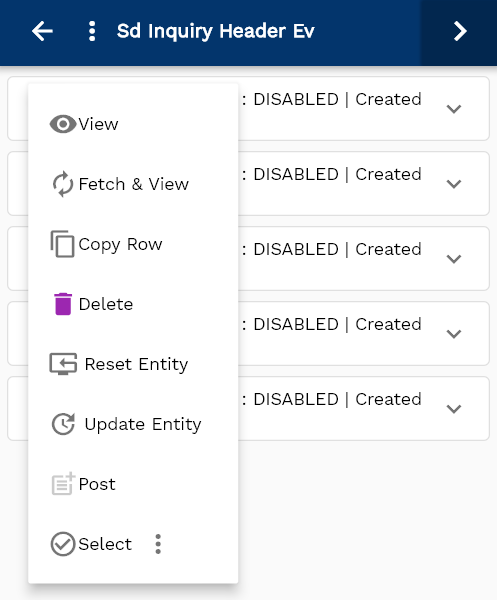 Sd Inquiry Header Ev
: DISABLED | Created
View
: DISABLED | Created
Fetch & View
: DISABLED | Created
Copy Row
Delete
: DISABLED | Created
Reset Entity
: DISABLED | Created
Update Entity
Post
Select